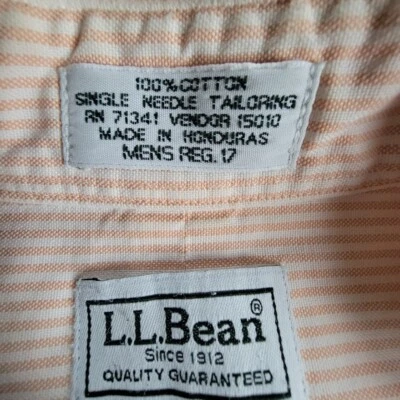 100% COTTON
SINGLE NEEDLE TAILORING
RN 71341 VENDOR 15010
MADE IN HONDURAS
MENS REG. 17
L.L.Bean®
Since 1912
QUALITY GUARANTEED